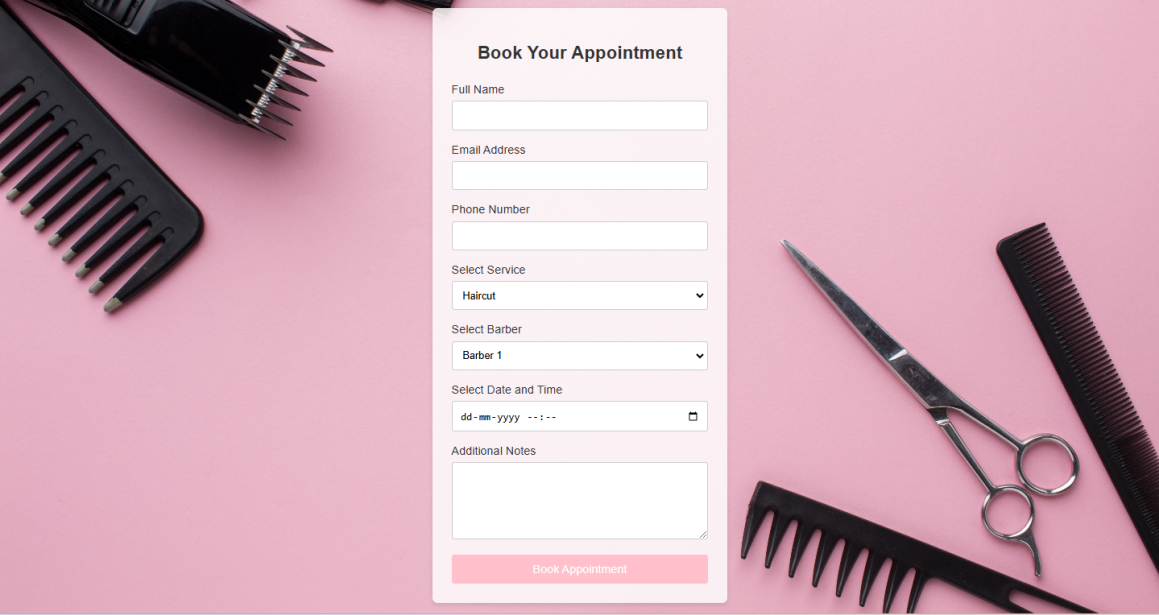 Book Your Appointment
Full Name
Email Address
Phone Number
Select Service
Haircut
Select Barber
Barber 1
Select Date and Time
dd-mm-yyyy --:--
Additional Notes
Book Appointment